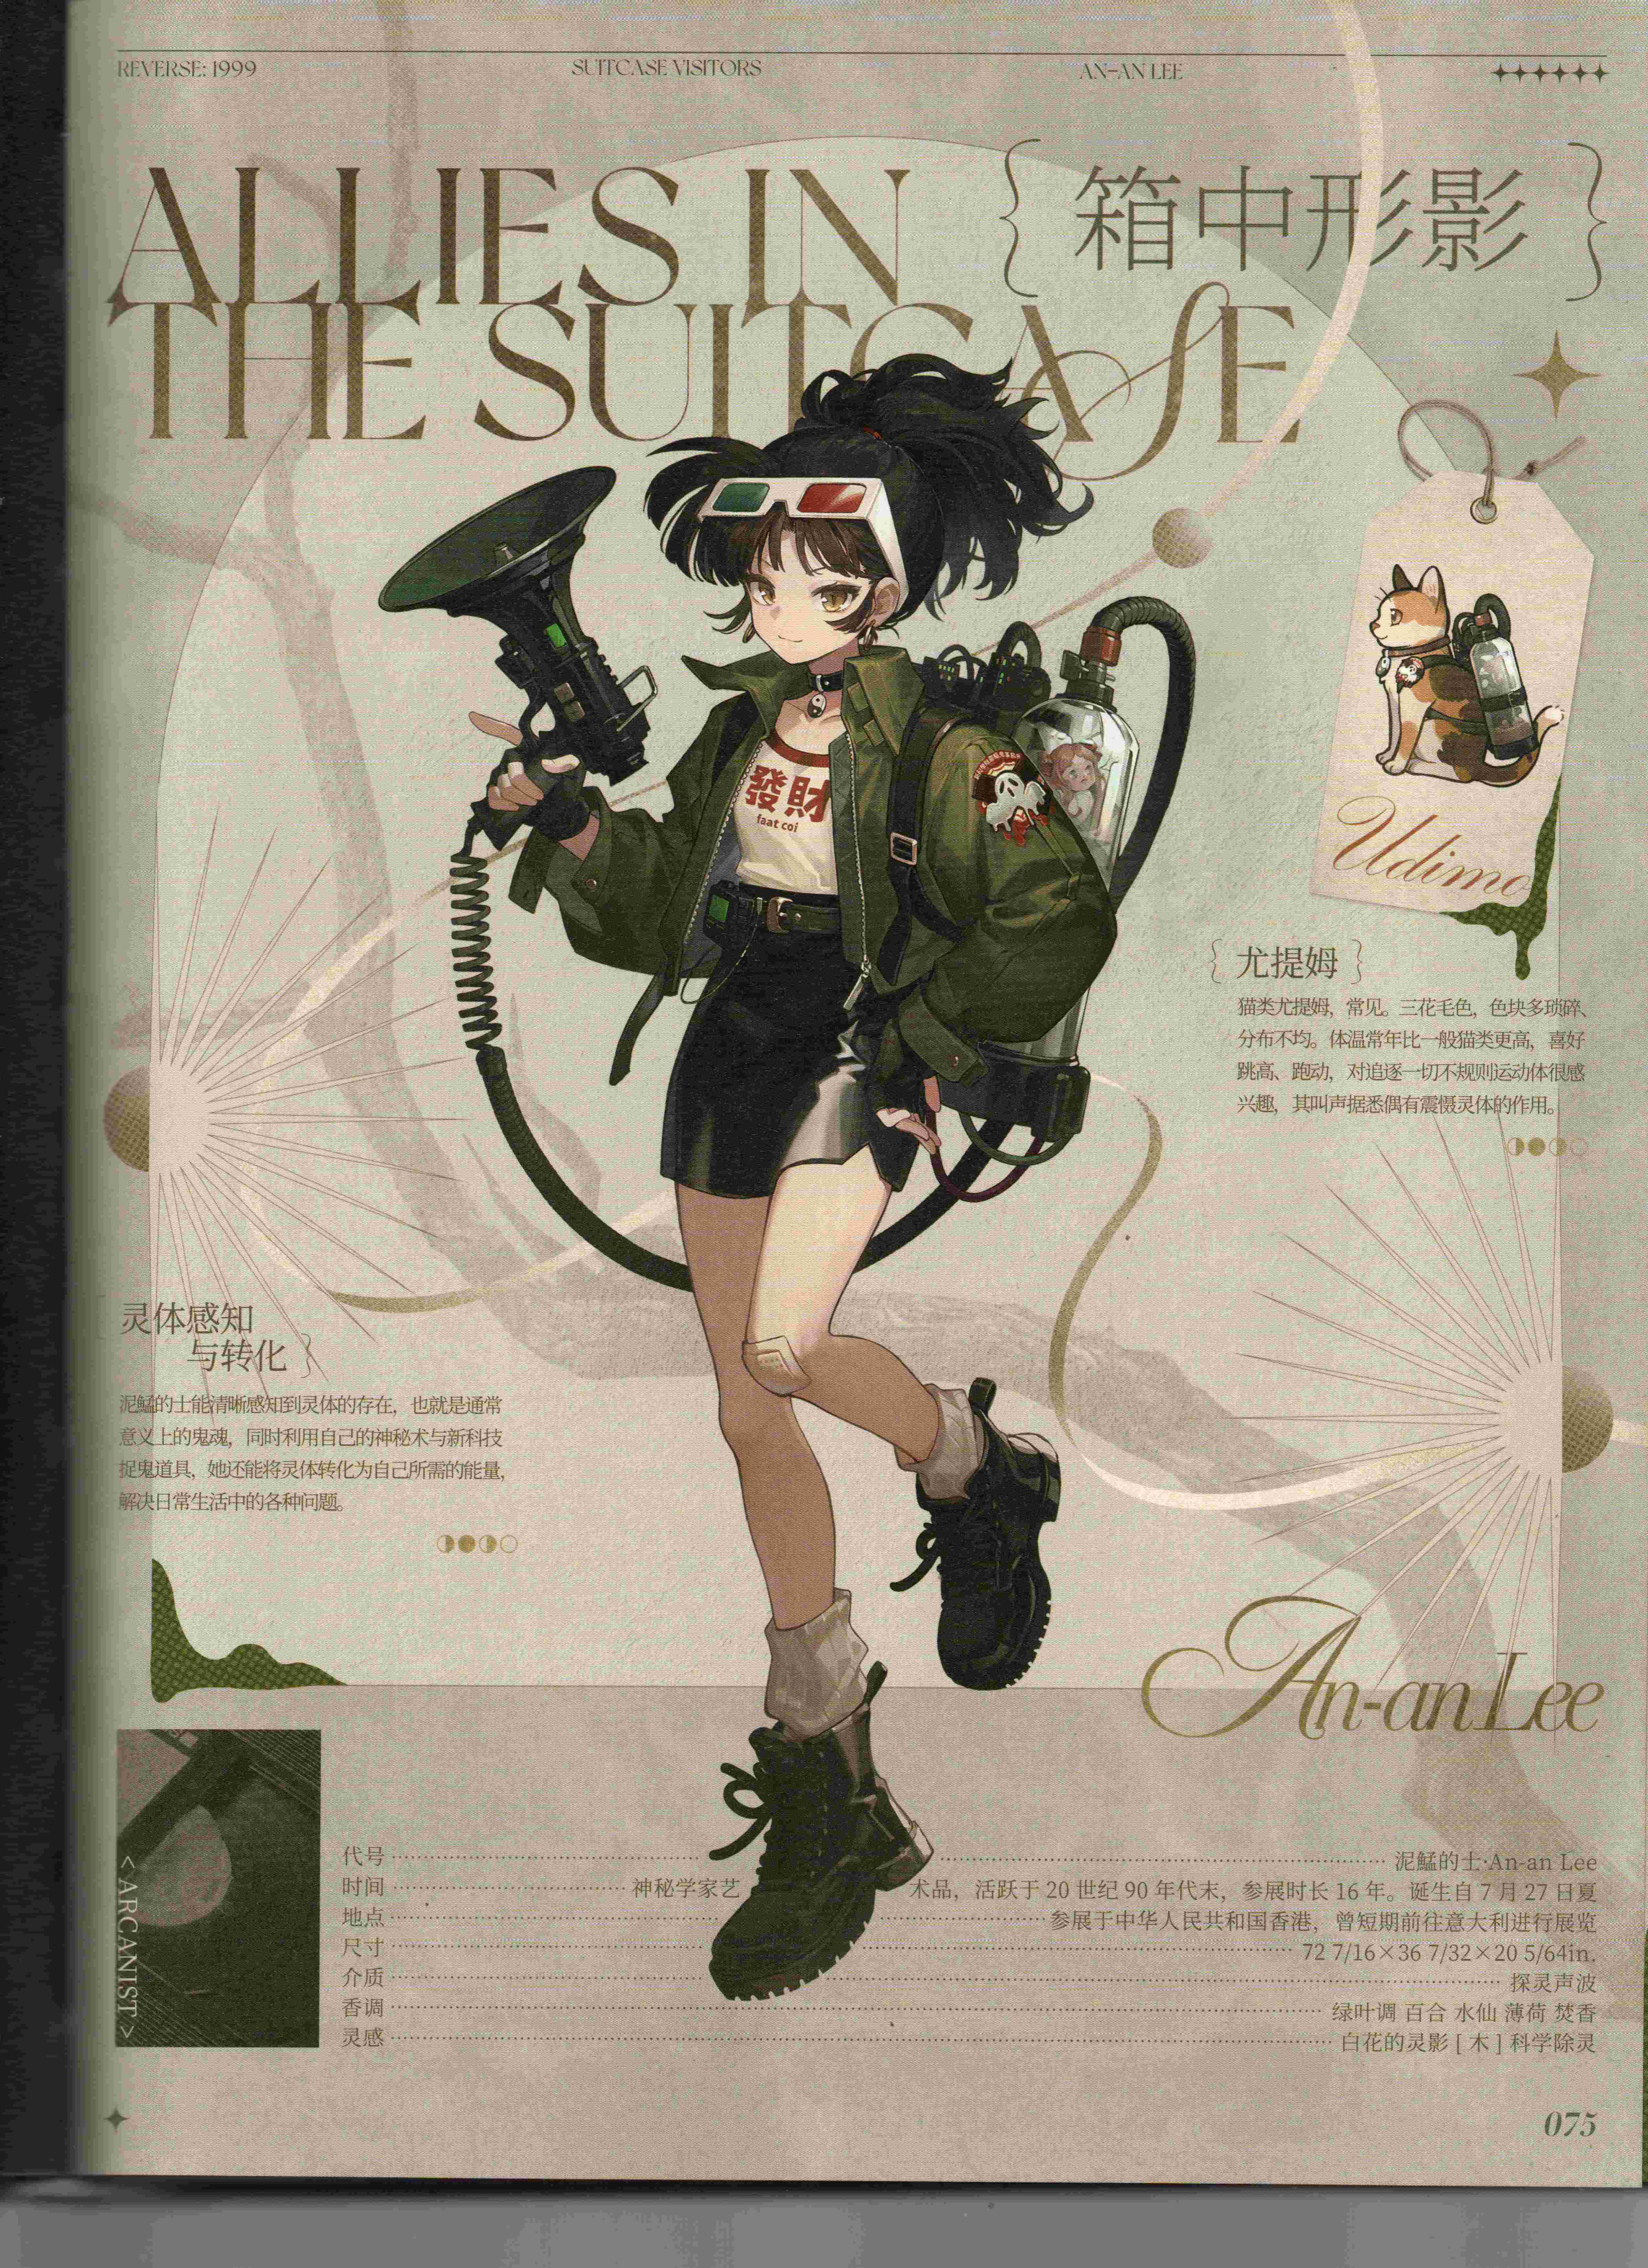 REVERSE: 1999
SUITCASE VISITORS
AN-AN LEE
ALLIES IN
THE SUITCASE
{箱中形影}
發財
faat coi
Udimo
{尤提姆}
猫类尤提姆，常见。三花毛色，色块多琐碎、
分布不均。体温常年比一般猫类更高，喜好
跳高、跑动，对追逐一切不规则运动体很感
兴趣，其叫声据悉偶有震慑灵体的作用。
灵体感知
与转化}
泥鯭的士能清晰感知到灵体的存在，也就是通常
意义上的鬼魂，同时利用自己的神秘术与新科技
捉鬼道具，她还能将灵体转化为自己所需的能量，
解决日常生活中的各种问题。
An-an Lee
<ARCANIST>
代号 泥鯭的士·An-an Lee
时间 神秘学家艺术品，活跃于 20 世纪 90 年代末，参展时长 16 年。诞生自 7 月 27 日夏
地点 参展于中华人民共和国香港，曾短期前往意大利进行展览
尺寸 72 7/16×36 7/32×20 5/64in.
介质 探灵声波
香调 绿叶调 百合 水仙 薄荷 焚香
灵感 白花的灵影 [ 木 ] 科学除灵
075